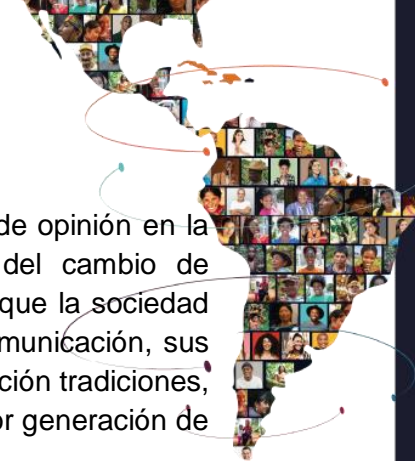 de opinión en la
del cambio de
que la sociedad
municación, sus
ción tradiciones,
or generación de